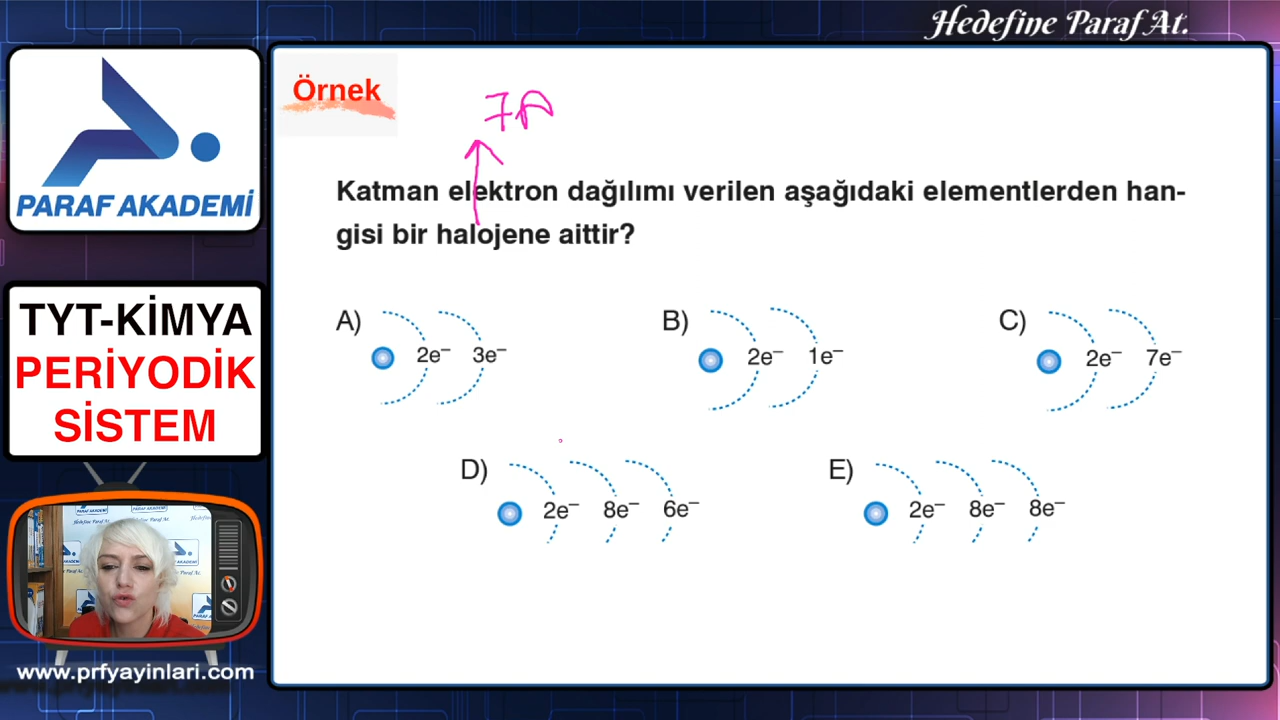 Hedefine Paraf At.
PARAF AKADEMİ
TYT-KİMYA
PERİYODİK
SİSTEM
www.prfyayinlari.com
Örnek
7A
Katman elektron dağılımı verilen aşağıdaki elementlerden han-
gisi bir halojene aittir?
A) 2e⁻ 3e⁻
B) 2e⁻ 1e⁻
C) 2e⁻ 7e⁻
D) 2e⁻ 8e⁻ 6e⁻
E) 2e⁻ 8e⁻ 8e⁻